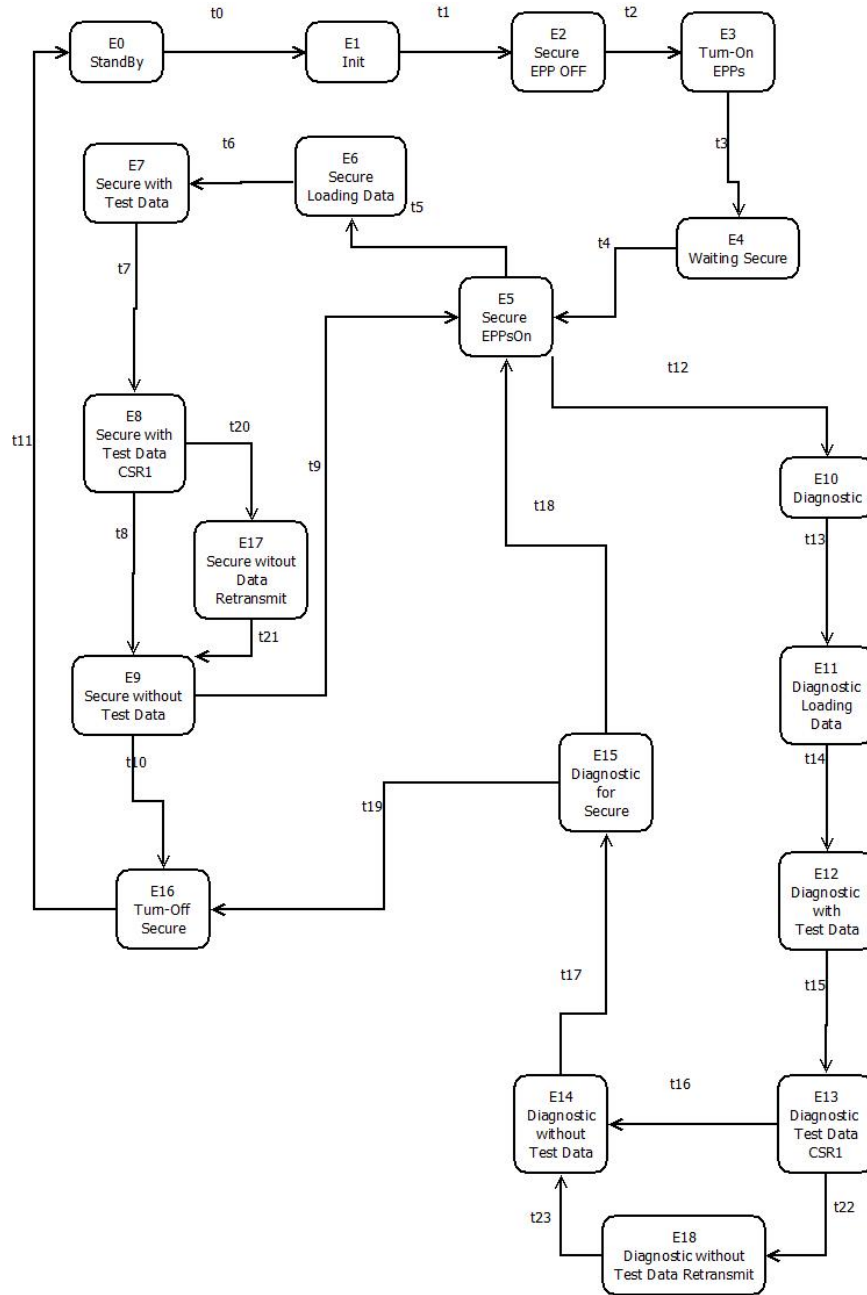 t0
t1
t2
E0
StandBy
E1
Init
E2
Secure
EPP OFF
E3
Turn-On
EPPs
t3
t6
E7
Secure with
Test Data
E6
Secure
Loading Data
t5
E4
Waiting Secure
t4
t7
E5
Secure
EPPsOn
t12
E8
Secure with
Test Data
CSR1
t20
t11
t9
E10
Diagnostic
t8
t18
t13
E17
Secure witout
Data
Retransmit
t21
E9
Secure without
Test Data
E11
Diagnostic
Loading
Data
t10
E15
Diagnostic
for
Secure
t14
t19
E16
Turn-Off
Secure
E12
Diagnostic
with
Test Data
t17
t15
t16
E14
Diagnostic
without
Test Data
E13
Diagnostic
Test Data
CSR1
t23
t22
E18
Diagnostic without
Test Data Retransmit